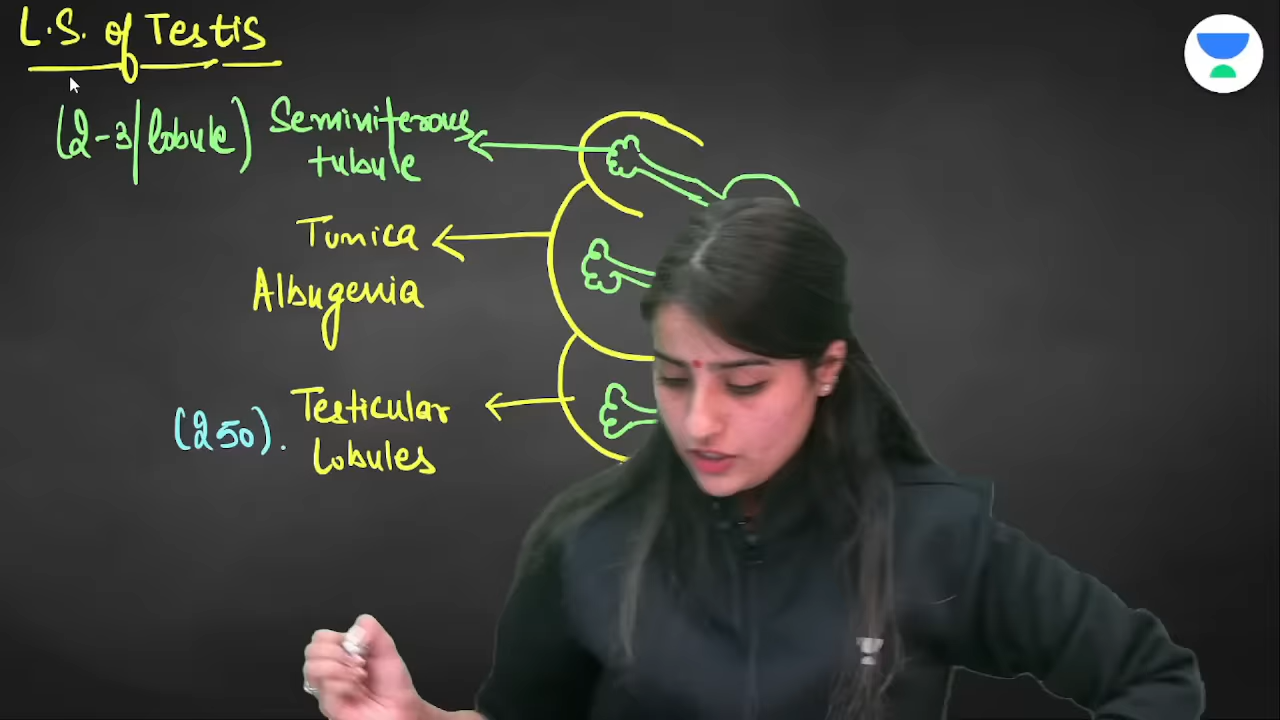 L.S. of Testis
(2-3/lobule) Seminiferous
tubule
Tunica
Albugenia
(250). Testicular
lobules